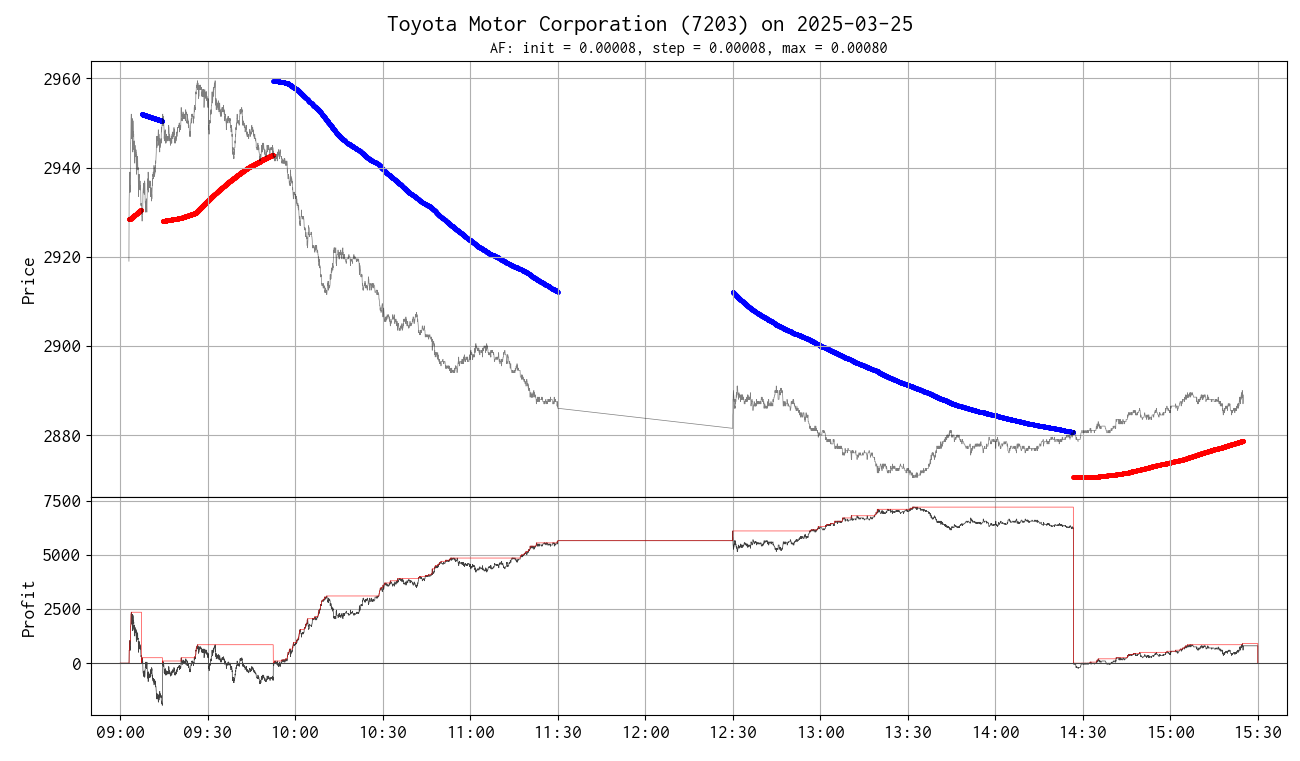 Toyota Motor Corporation (7203) on 2025-03-25
AF: init = 0.00008, step = 0.00008, max = 0.00080
Price
2960
2940
2920
2900
2880
Profit
7500
5000
2500
0
09:00 09:30 10:00 10:30 11:00 11:30 12:00 12:30 13:00 13:30 14:00 14:30 15:00 15:30